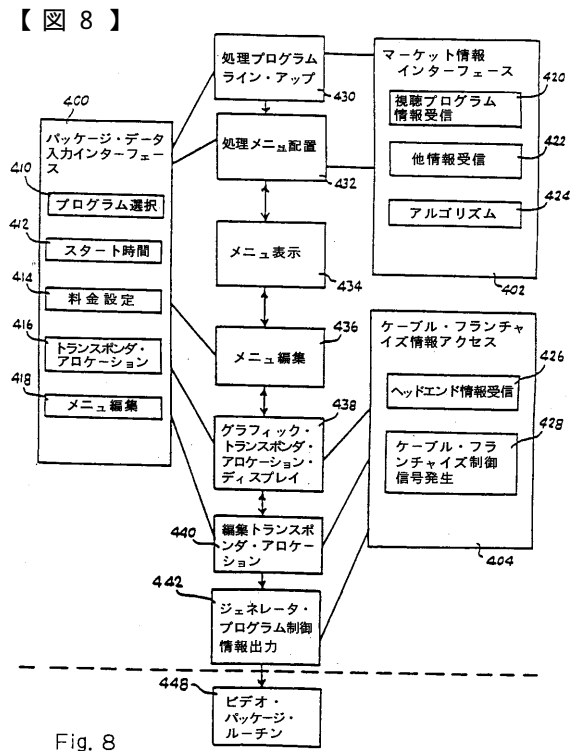 【図8】
400
パッケージ・データ
入力インターフェー
ス
410
プログラム選択
412
スタート時間
414
料金設定
416
トランスポンダ・
アロケーション
418
メニュ編集
処理プログラム
ライン・アップ
430
処理メニュ配置
432
メニュ表示
434
メニュ編集
436
グラフィック・
トランスポンダ・
アロケーション・
ディスプレイ
438
編集トランスポ
ンダ・アロケー
ション
440
442
ジェネレータ・
プログラム制御
情報出力
448
ビデオ・
パッケージ・
ルーチン
マーケット情報
インターフェース
視聴プログラム
情報受信
420
他情報受信
422
アルゴリズム
424
402
ケーブル・フランチャ
イズ情報アクセス
ヘッドエンド情報受信
426
ケーブル・フ
ランチャイズ制御
信号発生
428
404
Fig. 8